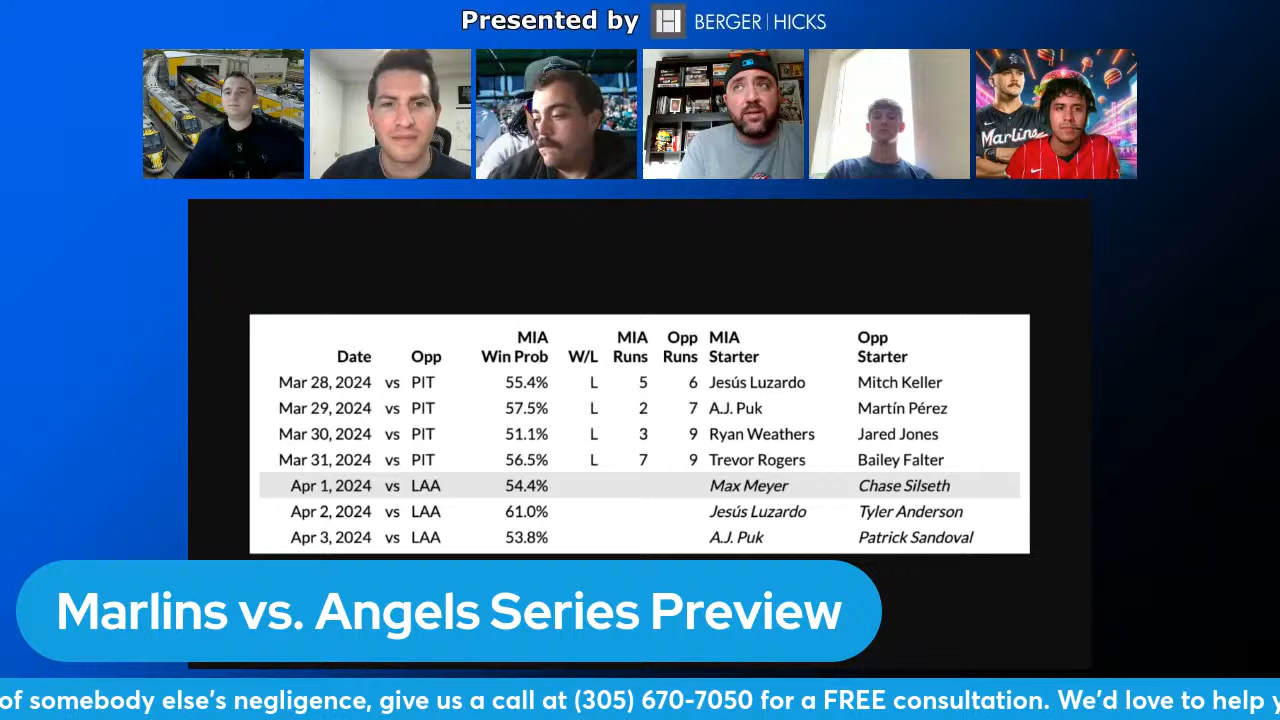 Presented by BERGER|HICKS
Marlins
MIA MIA Opp MIA Opp
Date Opp Win Prob W/L Runs Runs Starter Starter
Mar 28, 2024 vs PIT 55.4% L 5 6 Jesús Luzardo Mitch Keller
Mar 29, 2024 vs PIT 57.5% L 2 7 A.J. Puk Martín Pérez
Mar 30, 2024 vs PIT 51.1% L 3 9 Ryan Weathers Jared Jones
Mar 31, 2024 vs PIT 56.5% L 7 9 Trevor Rogers Bailey Falter
Apr 1, 2024 vs LAA 54.4% Max Meyer Chase Silseth
Apr 2, 2024 vs LAA 61.0% Jesús Luzardo Tyler Anderson
Apr 3, 2024 vs LAA 53.8% A.J. Puk Patrick Sandoval
Marlins vs. Angels Series Preview
of somebody else's negligence, give us a call at (305) 670-7050 for a FREE consultation. We'd love to help